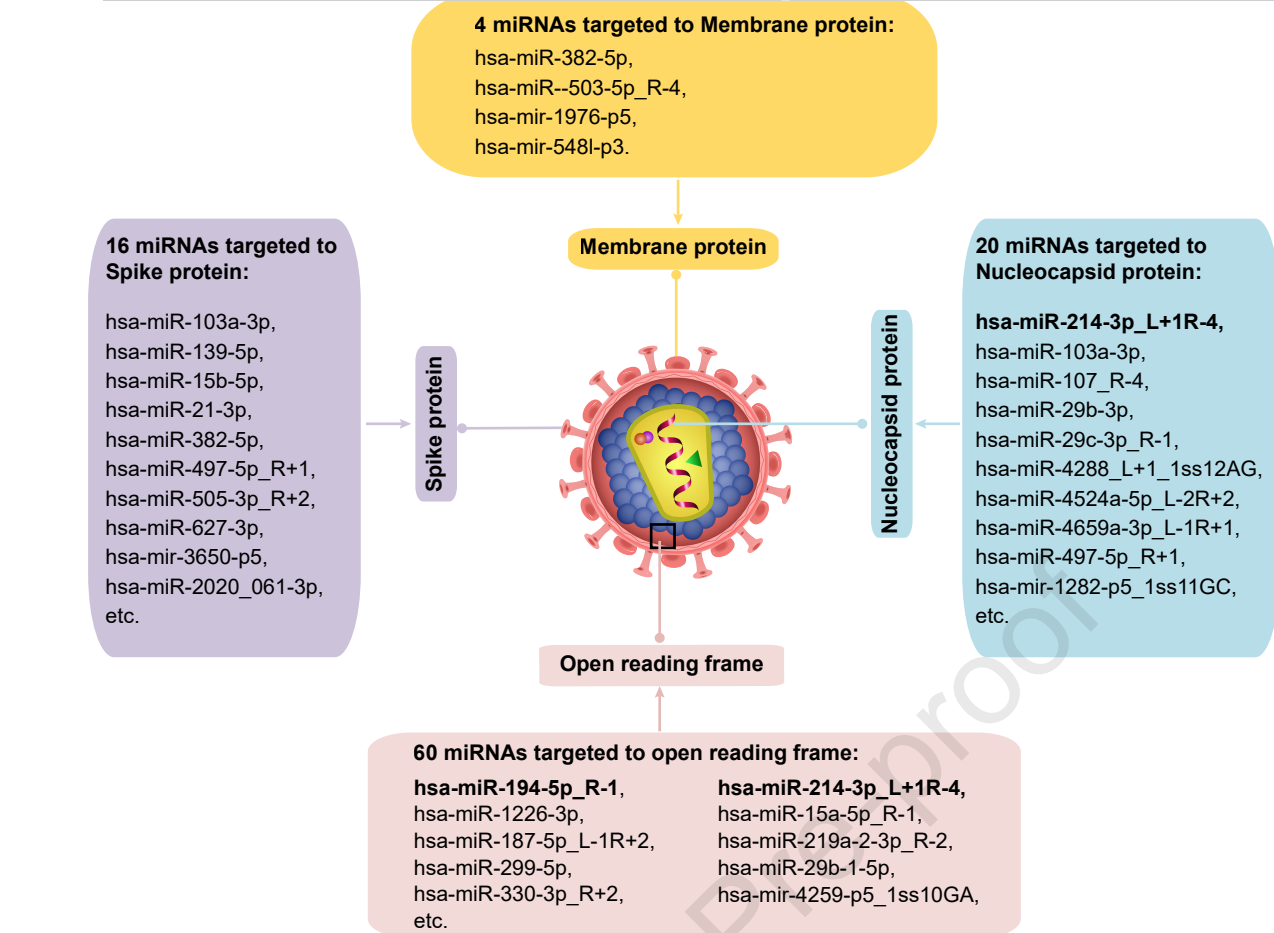 4 miRNAs targeted to Membrane protein:
hsa-miR-382-5p,
hsa-miR--503-5p_R-4,
hsa-mir-1976-p5,
hsa-mir-548l-p3.
Membrane protein
16 miRNAs targeted to
Spike protein:
hsa-miR-103a-3p,
hsa-miR-139-5p,
hsa-miR-15b-5p,
hsa-miR-21-3p,
hsa-miR-382-5p,
hsa-miR-497-5p_R+1,
hsa-miR-505-3p_R+2,
hsa-miR-627-3p,
hsa-mir-3650-p5,
hsa-miR-2020_061-3p,
etc.
Spike protein
Nucleocapsid protein
20 miRNAs targeted to
Nucleocapsid protein:
hsa-miR-214-3p_L+1R-4,
hsa-miR-103a-3p,
hsa-miR-107_R-4,
hsa-miR-29b-3p,
hsa-miR-29c-3p_R-1,
hsa-miR-4288_L+1_1ss12AG,
hsa-miR-4524a-5p_L-2R+2,
hsa-miR-4659a-3p_L-1R+1,
hsa-miR-497-5p_R+1,
hsa-mir-1282-p5_1ss11GC,
etc.
Open reading frame
60 miRNAs targeted to open reading frame:
hsa-miR-194-5p_R-1,
hsa-miR-1226-3p,
hsa-miR-187-5p_L-1R+2,
hsa-miR-299-5p,
hsa-miR-330-3p_R+2,
etc.
hsa-miR-214-3p_L+1R-4,
hsa-miR-15a-5p_R-1,
hsa-miR-219a-2-3p_R-2,
hsa-miR-29b-1-5p,
hsa-mir-4259-p5_1ss10GA,
Pre-proof